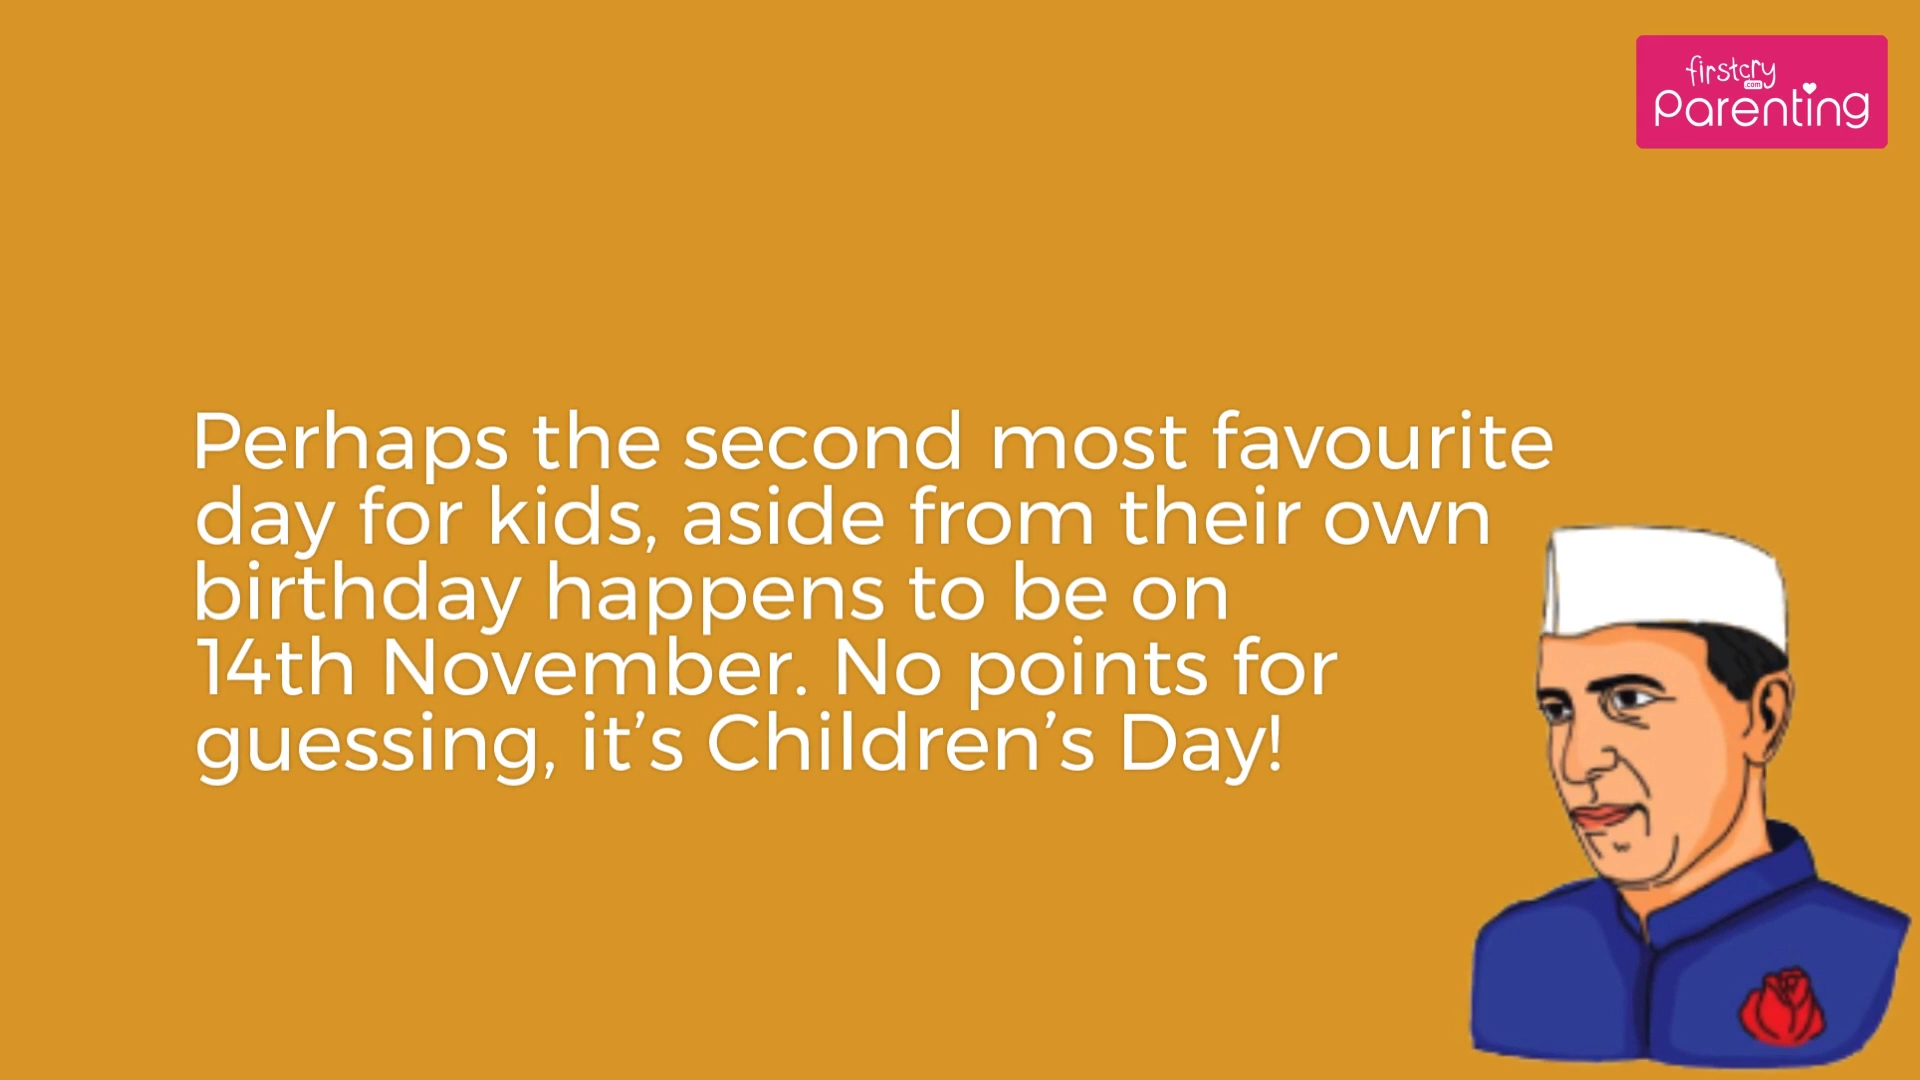 firstcry
.com
Parenting
Perhaps the second most favourite
day for kids, aside from their own
birthday happens to be on
14th November. No points for
guessing, it’s Children’s Day!